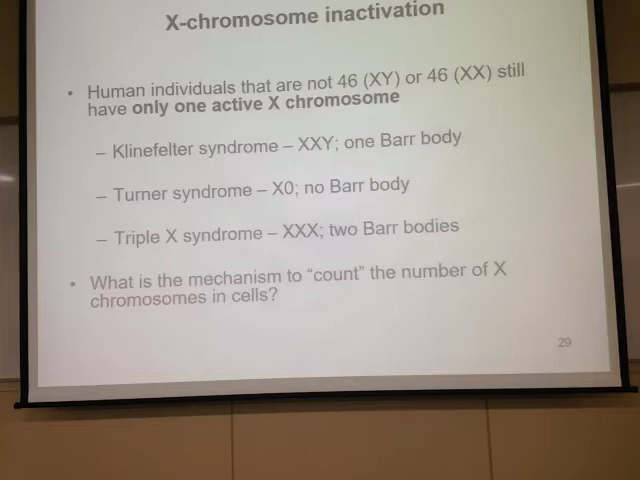 X-chromosome inactivation
• Human individuals that are not 46 (XY) or 46 (XX) still
have only one active X chromosome
– Klinefelter syndrome – XXY; one Barr body
– Turner syndrome – X0; no Barr body
– Triple X syndrome – XXX; two Barr bodies
• What is the mechanism to “count” the number of X
chromosomes in cells?
29